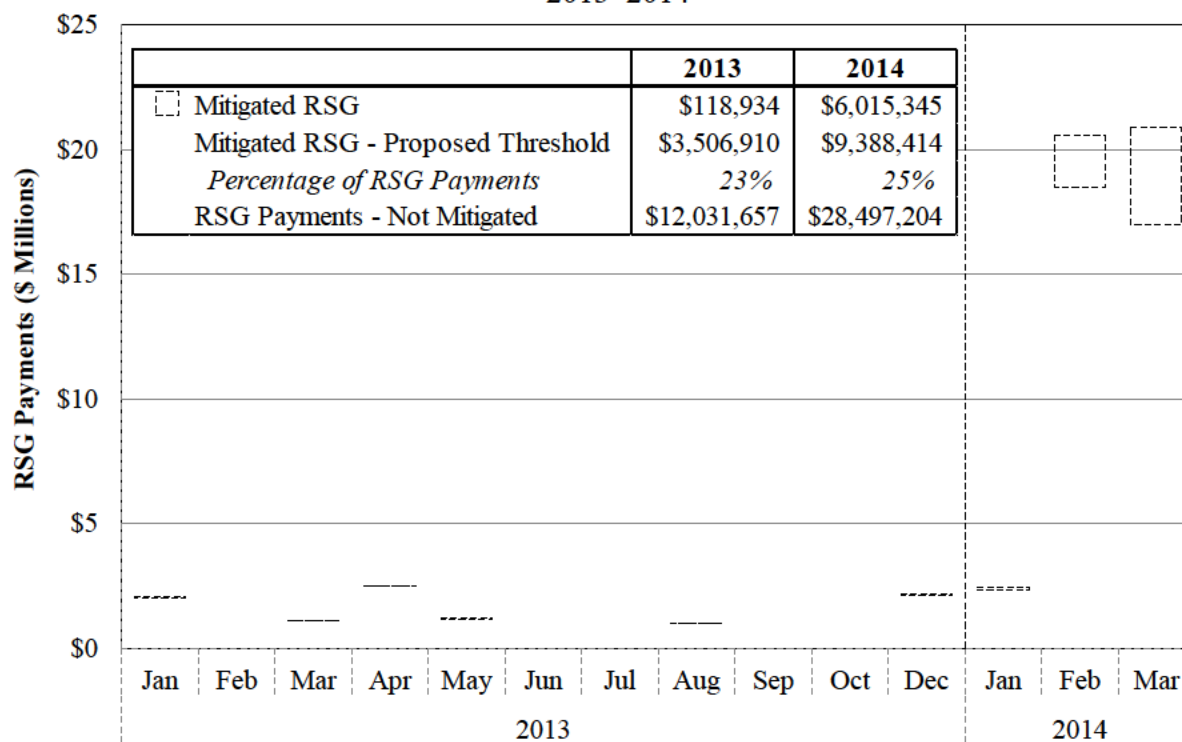 2013–2014
$25
2013 2014
Mitigated RSG $118,934 $6,015,345
Mitigated RSG - Proposed Threshold $3,506,910 $9,388,414
Percentage of RSG Payments 23% 25%
RSG Payments - Not Mitigated $12,031,657 $28,497,204
$20
$15
$10
$5
$0
RSG Payments ($ Millions)
Jan Feb Mar Apr May Jun Jul Aug Sep Oct Dec Jan Feb Mar
2013 2014